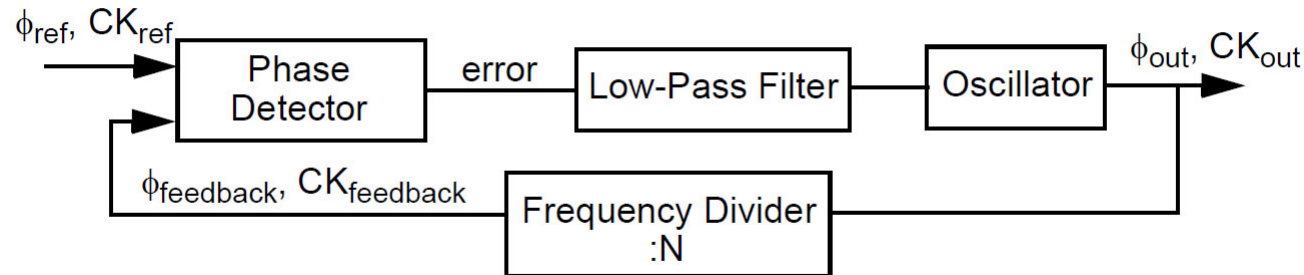 ϕref, CKref
Phase
Detector
error
Low-Pass Filter
Oscillator
ϕout, CKout
ϕfeedback, CKfeedback
Frequency Divider
:N